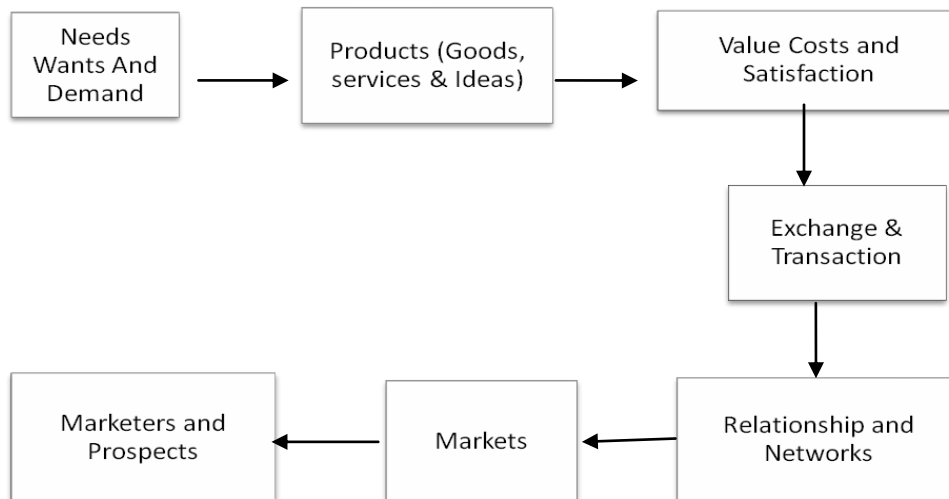 Needs
Wants And
Demand
Products (Goods,
services & Ideas)
Value Costs and
Satisfaction
Exchange &
Transaction
Relationship and
Networks
Markets
Marketers and
Prospects